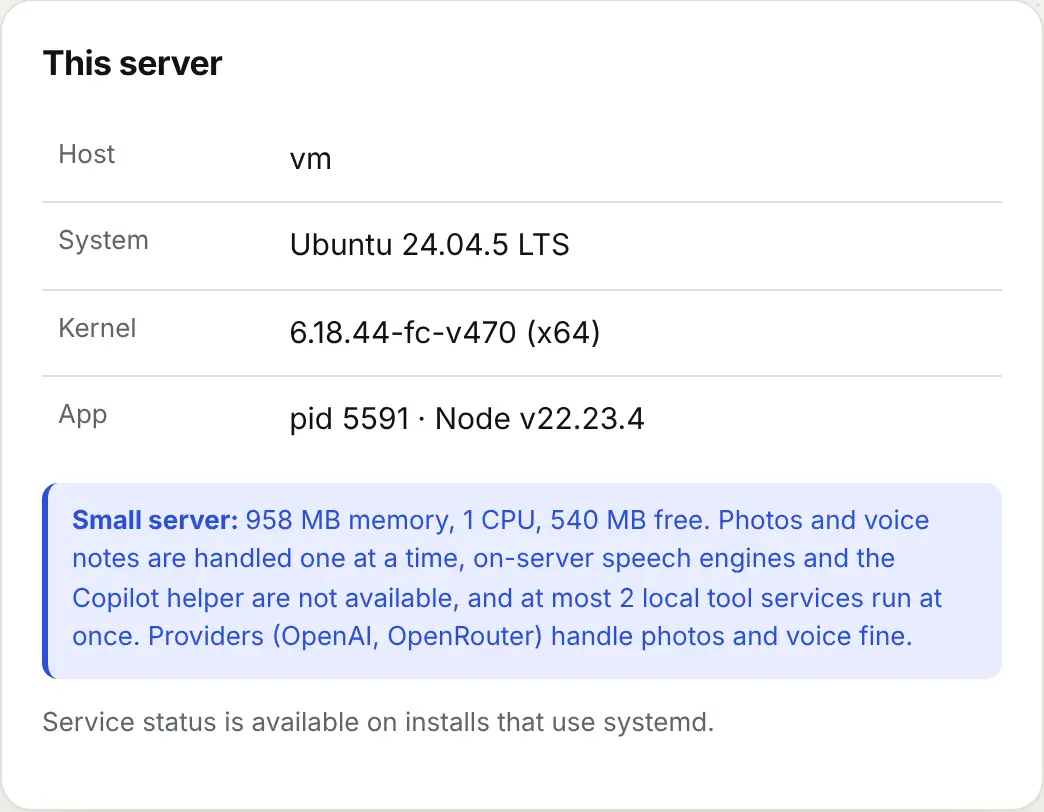 This server
Host vm
System Ubuntu 24.04.5 LTS
Kernel 6.18.44-fc-v470 (x64)
App pid 5591 · Node v22.23.4
Small server: 958 MB memory, 1 CPU, 540 MB free. Photos and voice
notes are handled one at a time, on-server speech engines and the
Copilot helper are not available, and at most 2 local tool services run at
once. Providers (OpenAI, OpenRouter) handle photos and voice fine.
Service status is available on installs that use systemd.